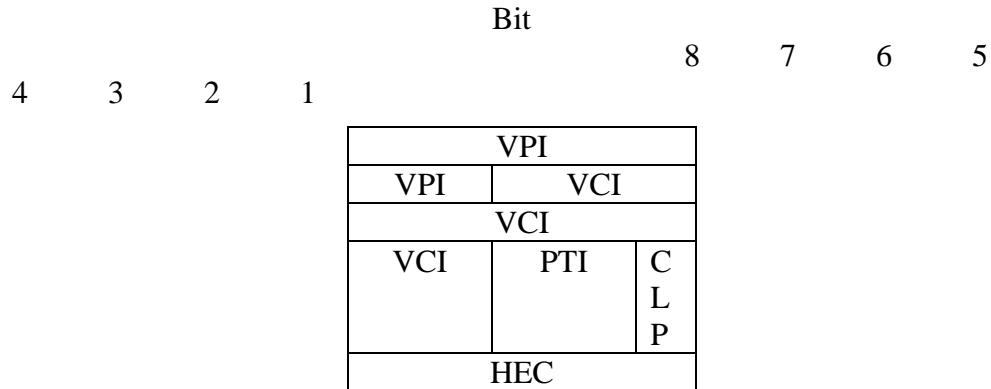 Bit
8 7 6 5
4 3 2 1
VPI
VPI VCI
VCI
VCI PTI C
L
P
HEC